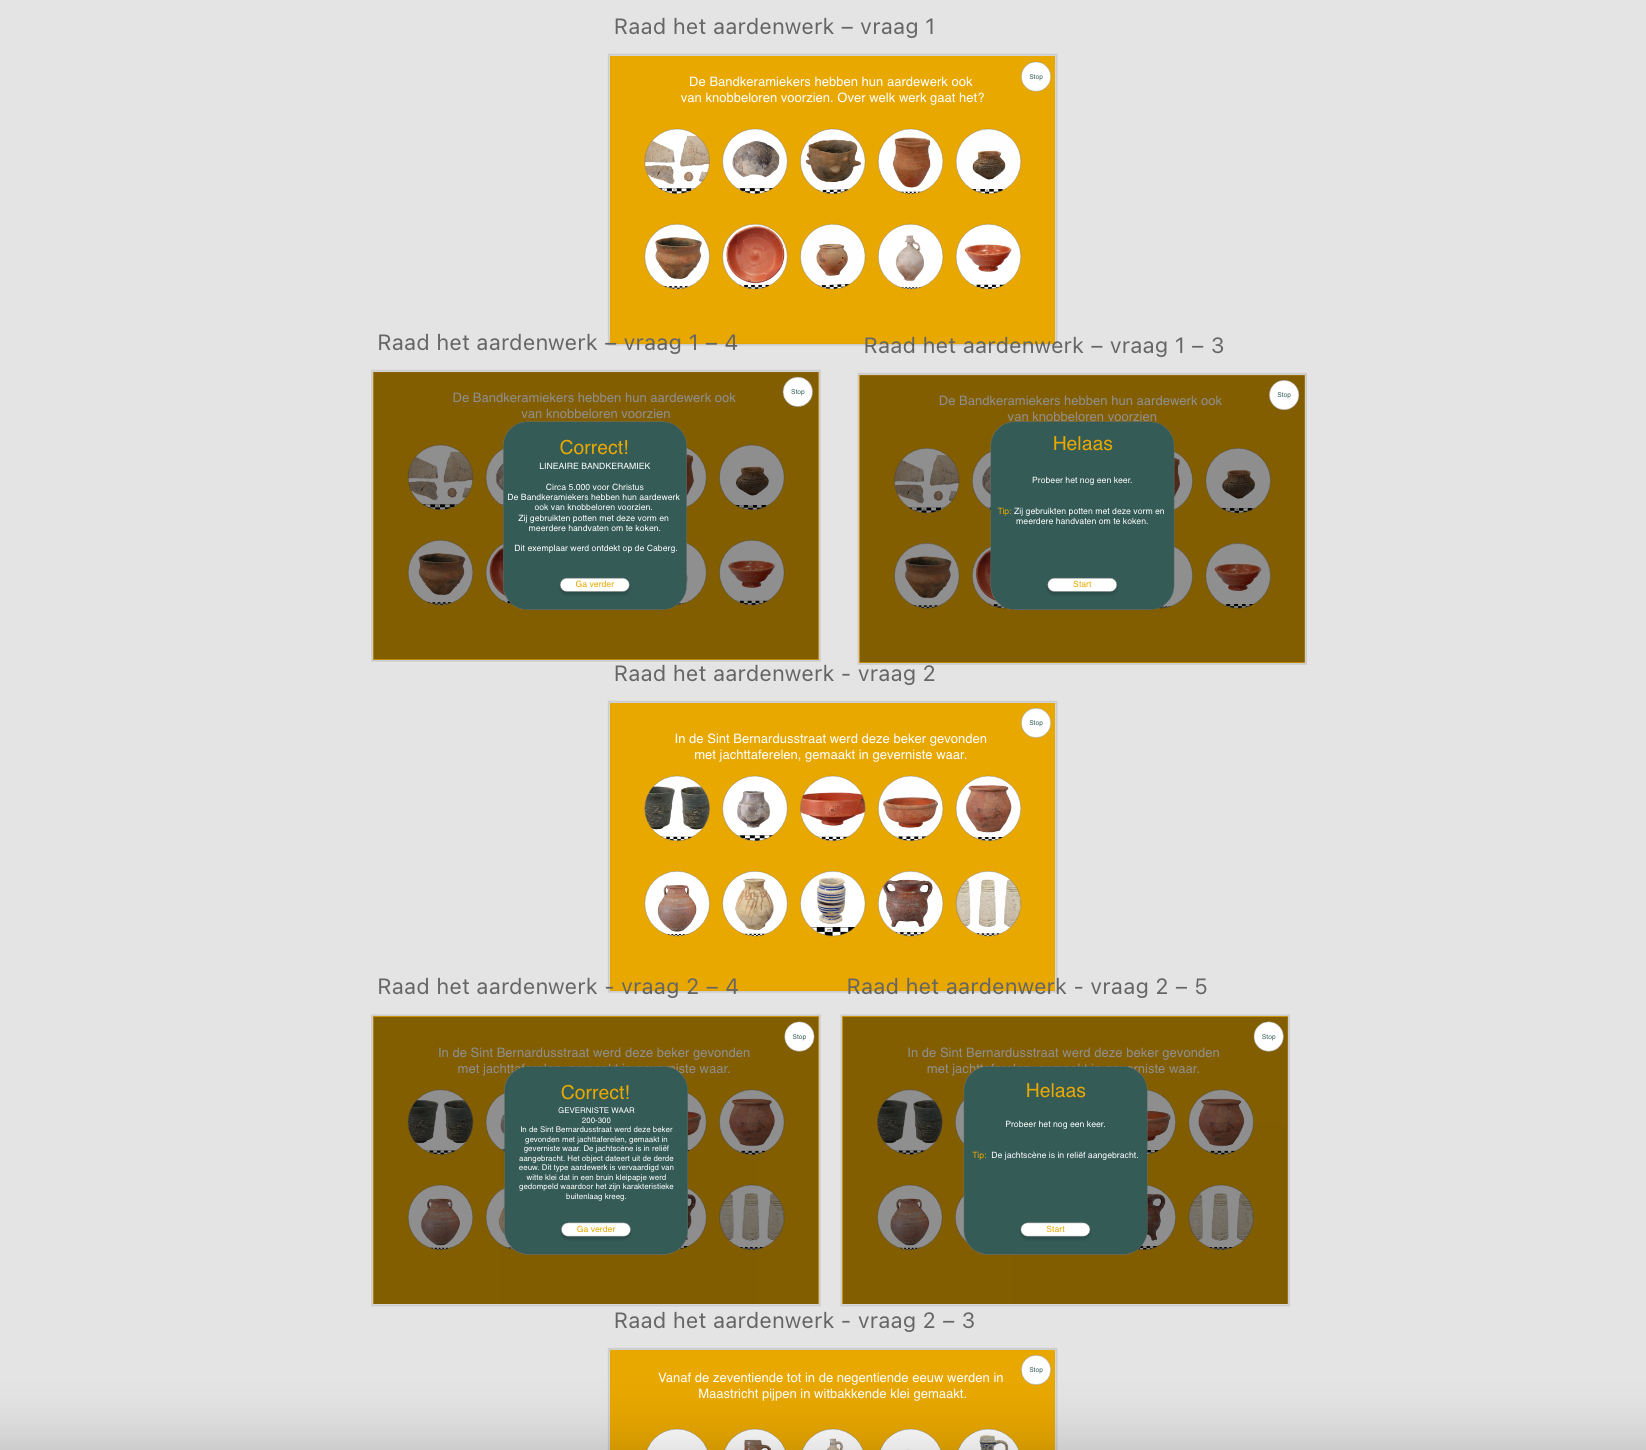 Raad het aardenwerk – vraag 1
Stop
De Bandkeramiekers hebben hun aardewerk ook
van knobbeloren voorzien. Over welk werk gaat het?
Raad het aardenwerk – vraag 1 – 4
Stop
De Bandkeramiekers hebben hun aardewerk ook
van knobbeloren voorzien
Correct!
LINEAIRE BANDKERAMIEK
Circa 5.000 voor Christus
De Bandkeramiekers hebben hun aardewerk
ook van knobbeloren voorzien.
Zij gebruikten potten met deze vorm en
meerdere handvaten om te koken.
Dit exemplaar werd ontdekt op de Caberg.
Ga verder
Raad het aardenwerk – vraag 1 – 3
Stop
De Bandkeramiekers hebben hun aardewerk ook
van knobbeloren voorzien
Helaas
Probeer het nog een keer.
Tip: Zij gebruikten potten met deze vorm en
meerdere handvaten om te koken.
Start
Raad het aardenwerk - vraag 2
Stop
In de Sint Bernardusstraat werd deze beker gevonden
met jachttaferelen, gemaakt in geverniste waar.
Raad het aardenwerk - vraag 2 – 4
Stop
In de Sint Bernardusstraat werd deze beker gevonden
met jachttaferelen, gemaakt in geverniste waar.
Correct!
GEVERNISTE WAAR
200-300
In de Sint Bernardusstraat werd deze beker
gevonden met jachttaferelen, gemaakt in
geverniste waar. De jachtscène is in reliëf
aangebracht. Het object dateert uit de derde
eeuw. Dit type aardewerk is vervaardigd van
witte klei dat in een bruin kleipapje werd
gedompeld waardoor het zijn karakteristieke
buitenlaag kreeg.
Ga verder
Raad het aardenwerk - vraag 2 – 5
Stop
In de Sint Bernardusstraat werd deze beker gevonden
met jachttaferelen, gemaakt in geverniste waar.
Helaas
Probeer het nog een keer.
Tip: De jachtscène is in reliëf aangebracht.
Start
Raad het aardenwerk - vraag 2 – 3
Stop
Vanaf de zeventiende tot in de negentiende eeuw werden in
Maastricht pijpen in witbakkende klei gemaakt.